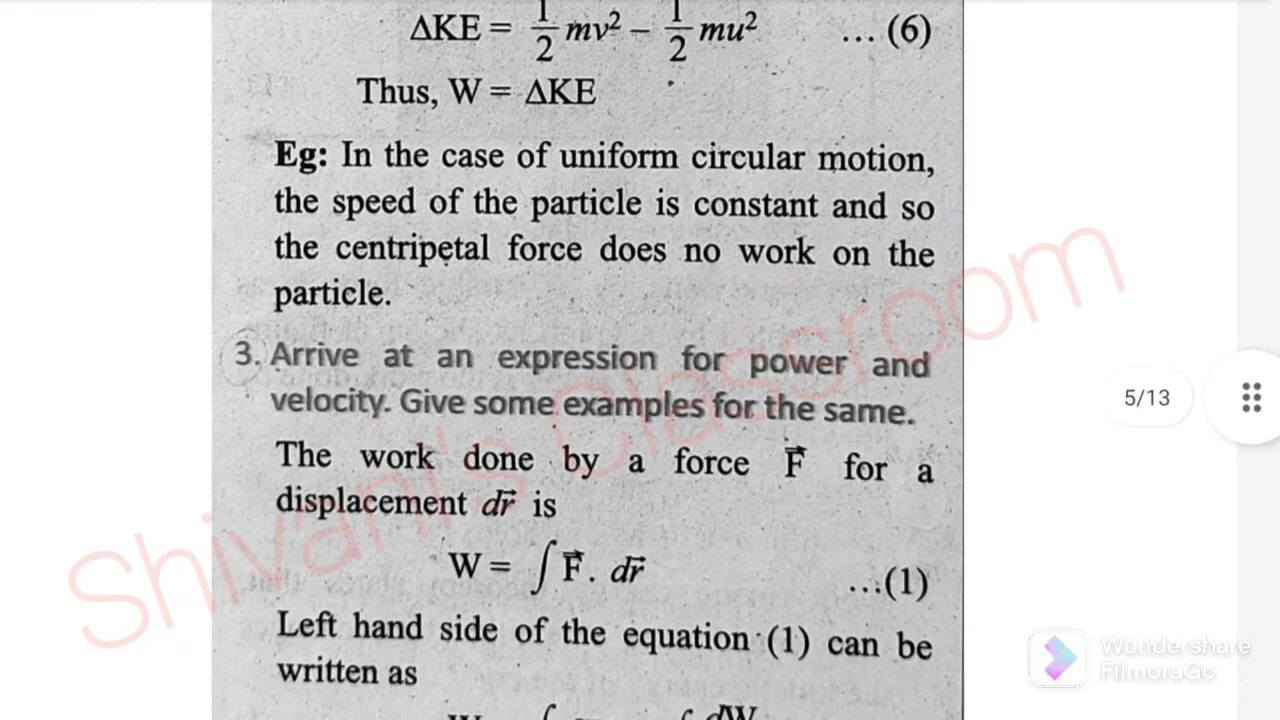 ΔKE = 1/2 mv² – 1/2 mu² ... (6)
Thus, W = ΔKE
Eg: In the case of uniform circular motion,
the speed of the particle is constant and so
the centripetal force does no work on the
particle.
3. Arrive at an expression for power and
velocity. Give some examples for the same.
The work done by a force F⃗ for a
displacement dr⃗ is
W = ∫ F⃗ . dr⃗ ...(1)
Left hand side of the equation (1) can be
written as
dW
Shivani's Classroom
5/13
Wondershare
FilmoraGo